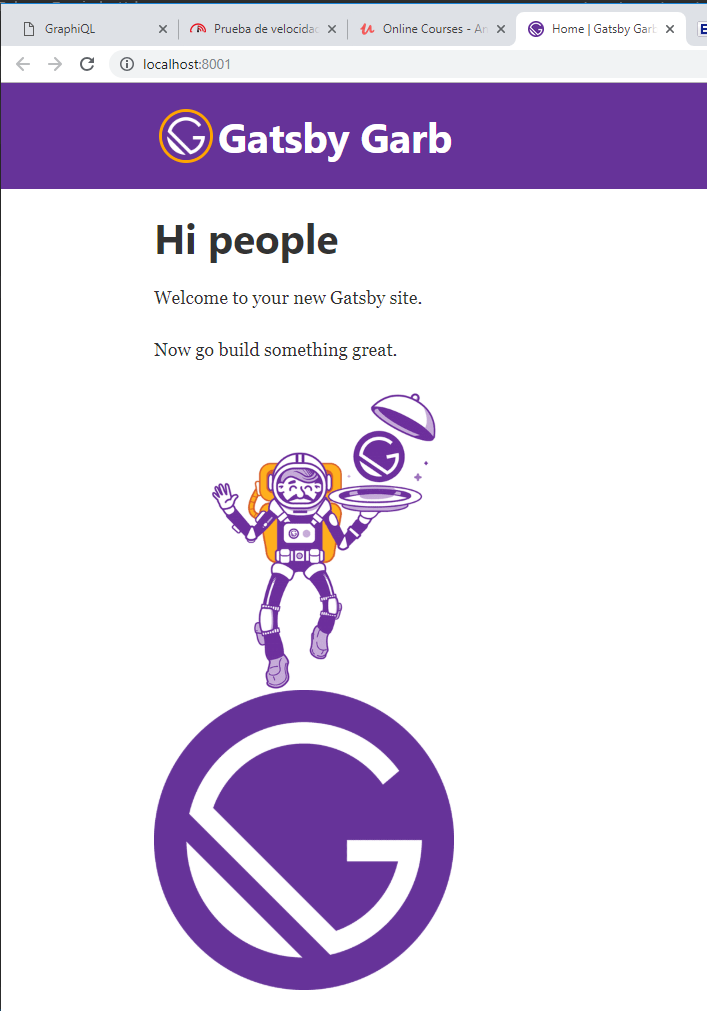 GraphiQL
Prueba de velocidad
Online Courses - An
Home | Gatsby Garb
localhost:8001
Gatsby Garb
Hi people
Welcome to your new Gatsby site.
Now go build something great.